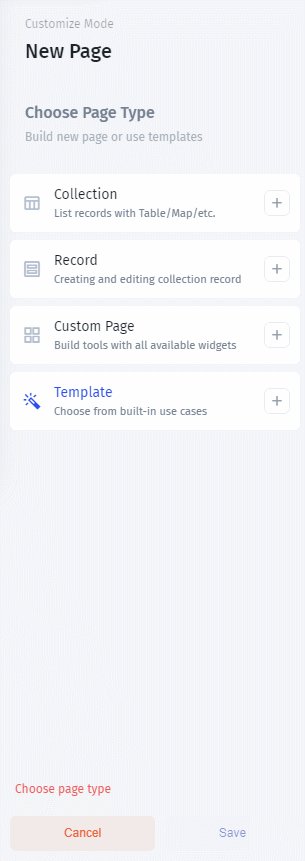 Customize Mode
New Page
Choose Page Type
Build new page or use templates
Collection
List records with Table/Map/etc.
Record
Creating and editing collection record
Custom Page
Build tools with all available widgets
Template
Choose from built-in use cases
Choose page type
Cancel Save